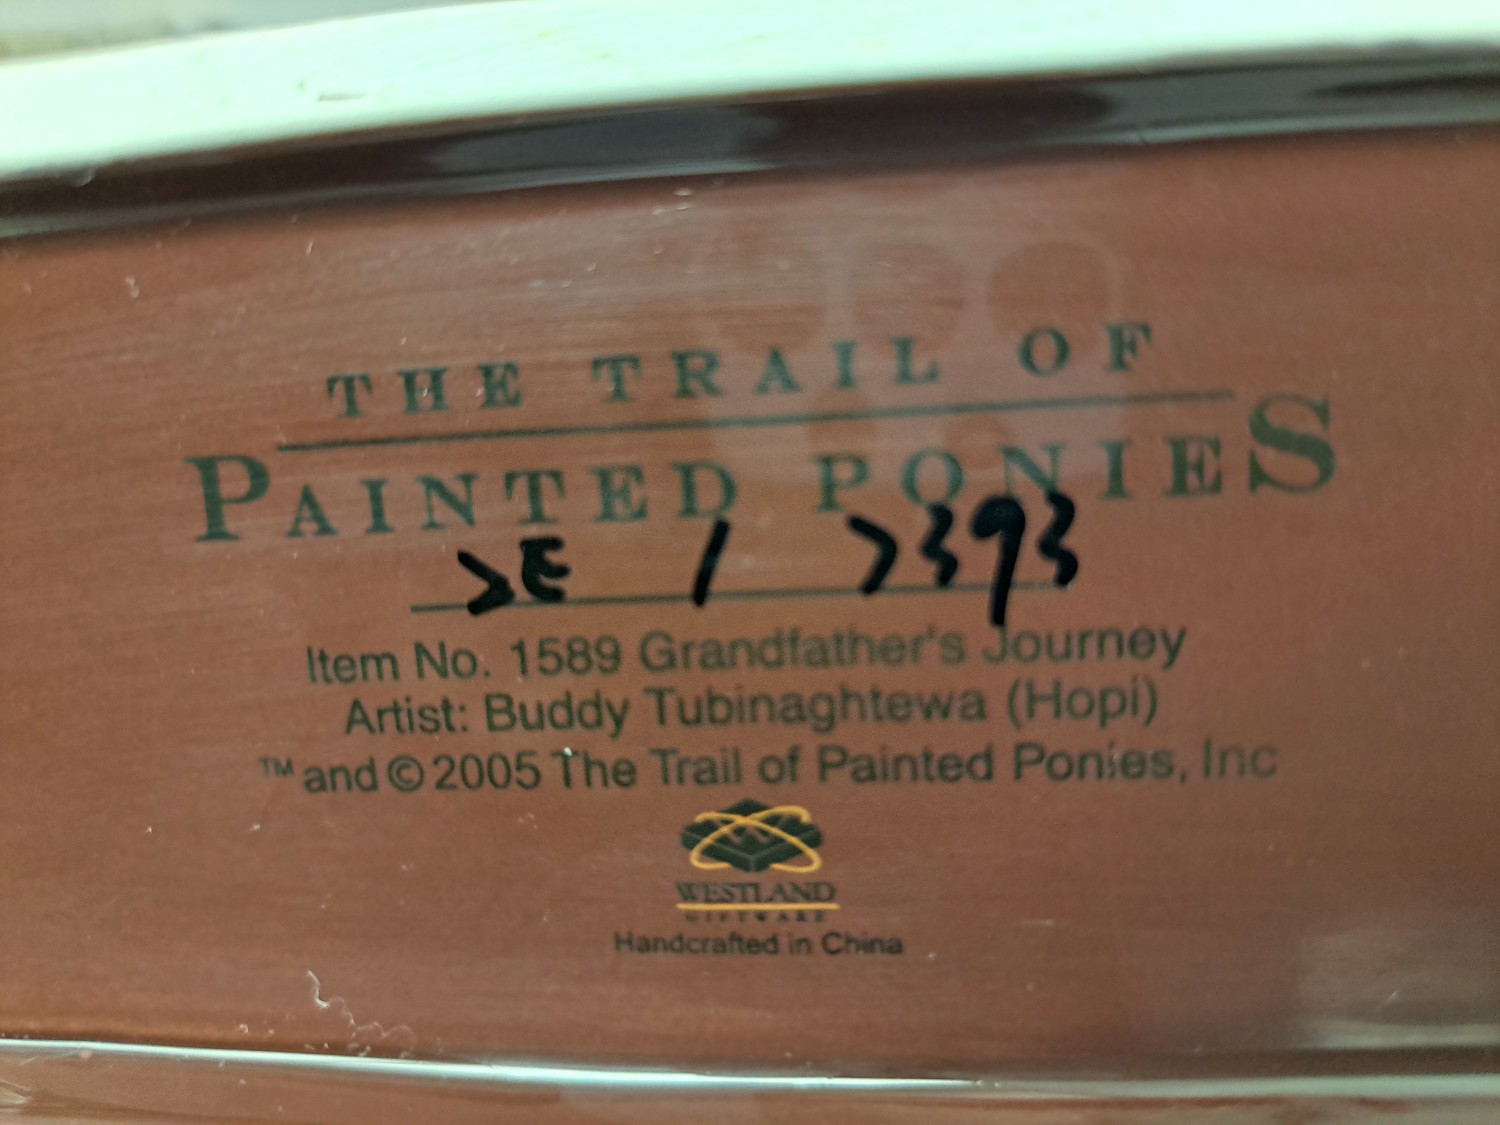 THE TRAIL OF
PAINTED PONIES
2E / 7393
Item No. 1589 Grandfather's Journey
Artist: Buddy Tubinaghtewa (Hopi)
™ and © 2005 The Trail of Painted Ponies, Inc
WESTLAND
GIFTWARE
Handcrafted in China